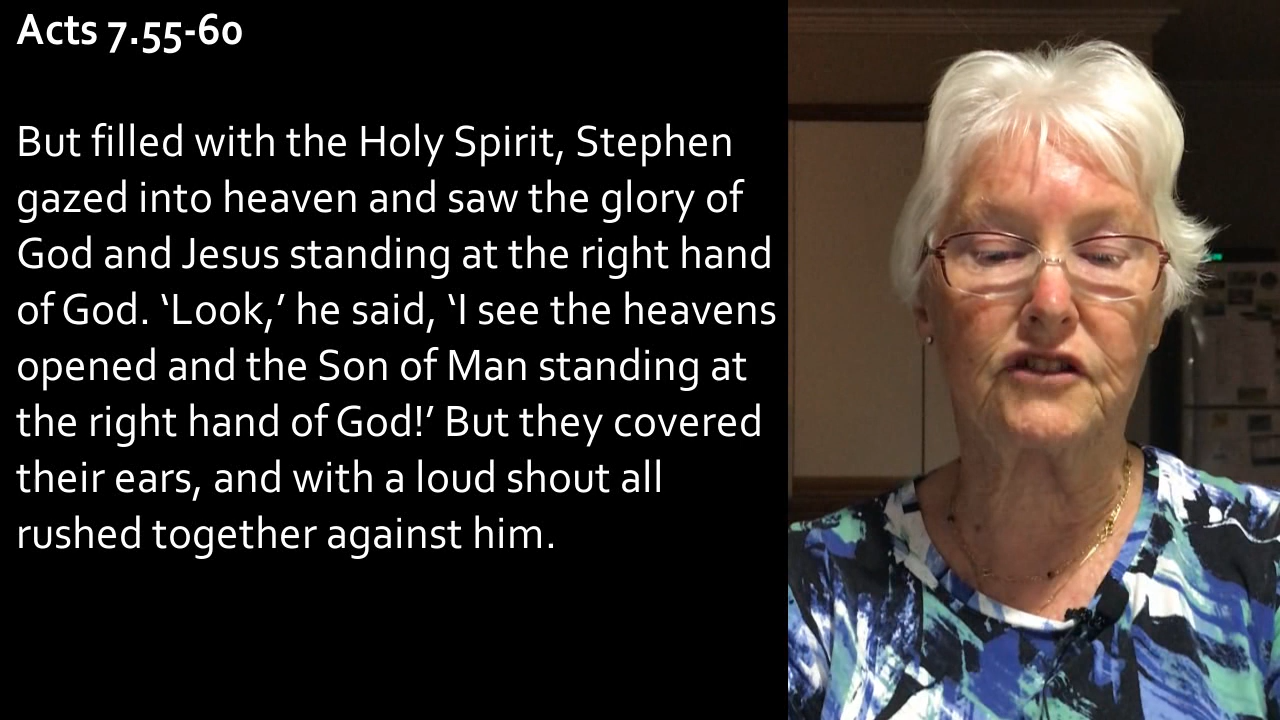 Acts 7.55-60
But filled with the Holy Spirit, Stephen
gazed into heaven and saw the glory of
God and Jesus standing at the right hand
of God. ‘Look,’ he said, ‘I see the heavens
opened and the Son of Man standing at
the right hand of God!’ But they covered
their ears, and with a loud shout all
rushed together against him.